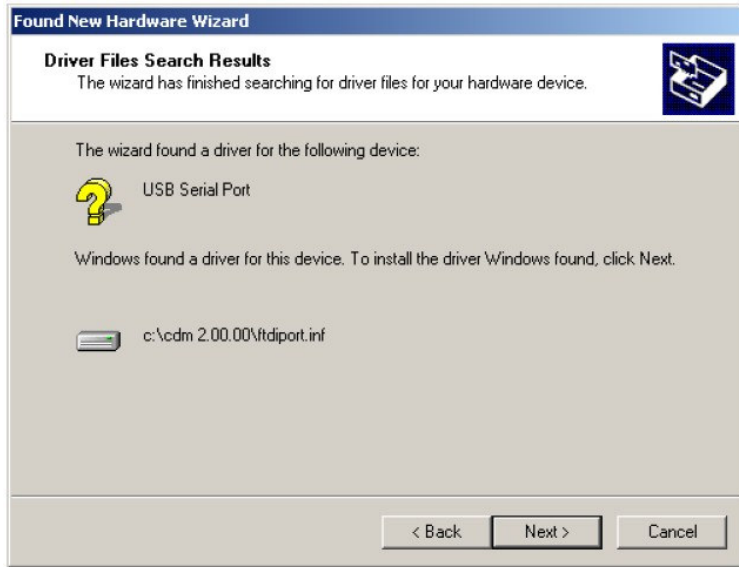 Found New Hardware Wizard
Driver Files Search Results
The wizard has finished searching for driver files for your hardware device.
The wizard found a driver for the following device:
USB Serial Port
Windows found a driver for this device. To install the driver Windows found, click Next.
c:\cdm 2.00.00\ftdiport.inf
< Back Next > Cancel